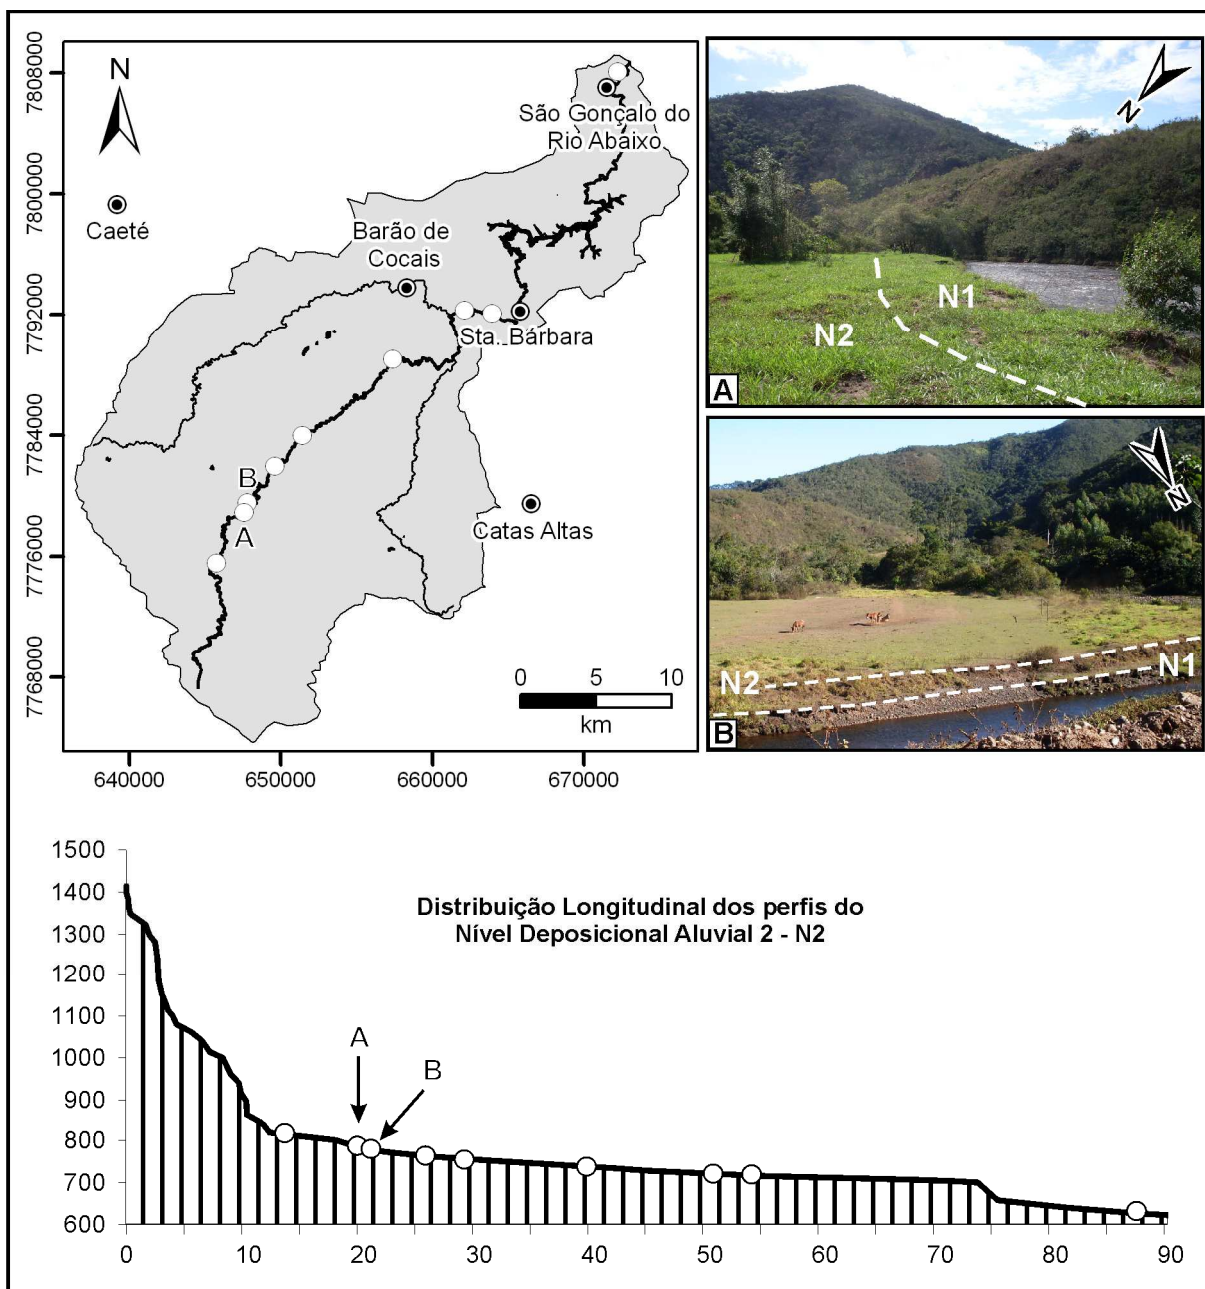 7808000
7800000
7792000
7784000
7776000
7768000
N
Caeté
São Gonçalo do
Rio Abaixo
Barão de
Cocais
Sta. Bárbara
B
A
Catas Altas
0 5 10
km
640000 650000 660000 670000
N
N1
N2
A
N
N1
N2
B
1500
1400
1300
1200
1100
1000
900
800
700
600
Distribuição Longitudinal dos perfis do
Nível Deposicional Aluvial 2 - N2
A
B
0 10 20 30 40 50 60 70 80 90